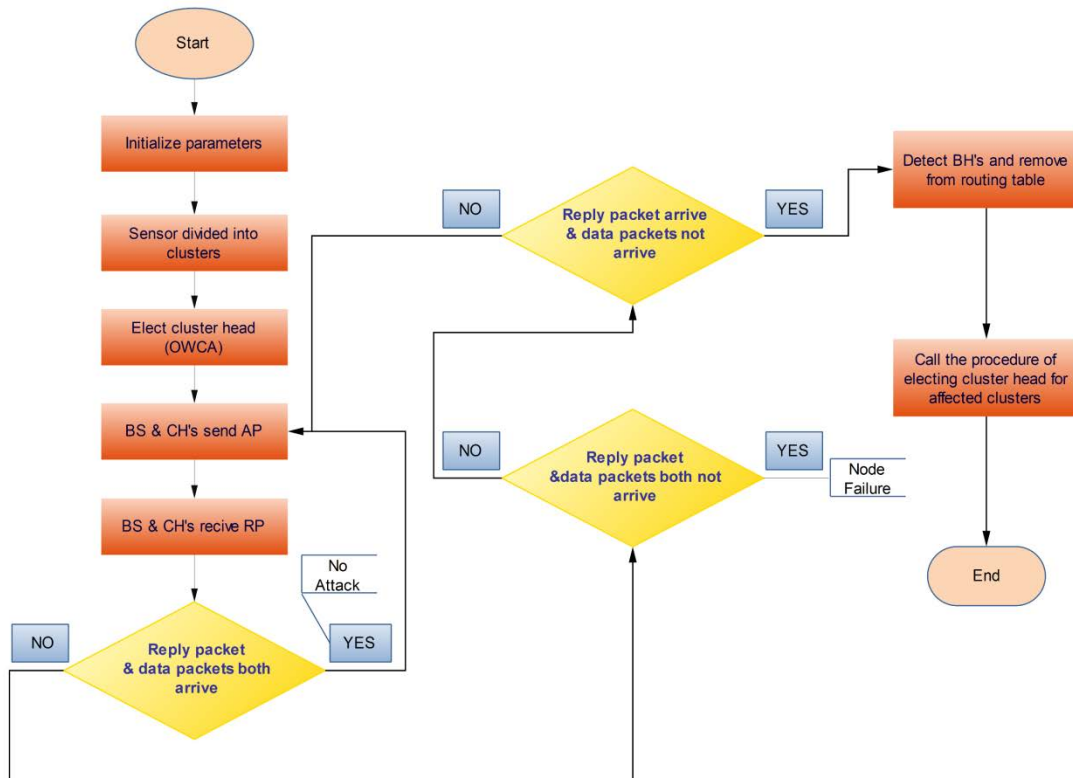 Start
Initialize parameters
Sensor divided into
clusters
Elect cluster head
(OWCA)
BS & CH's send AP
BS & CH's recive RP
No
Attack
NO
Reply packet
& data packets both
arrive
YES
NO
Reply packet
&data packets both not
arrive
YES
Node
Failure
NO
Reply packet arrive
& data packets not
arrive
YES
Detect BH's and remove
from routing table
Call the procedure of
electing cluster head for
affected clusters
End